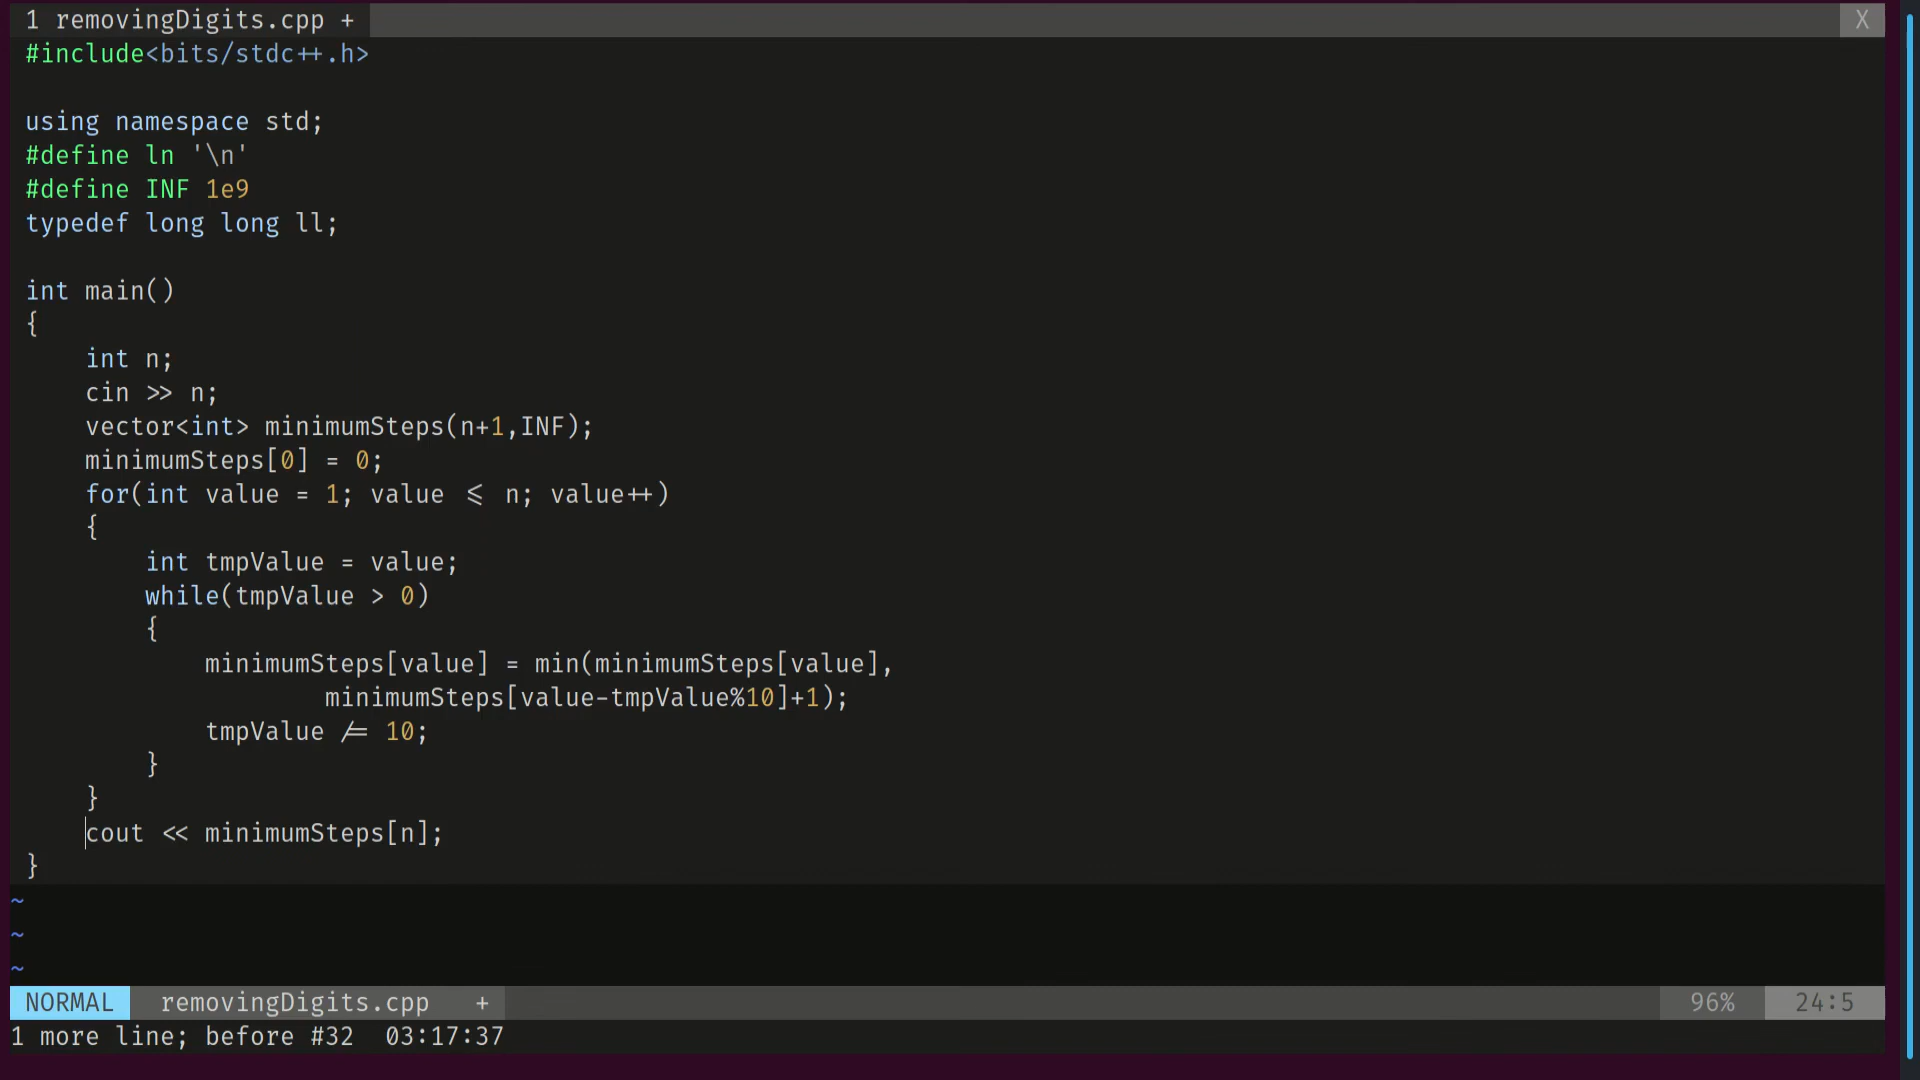 1 removingDigits.cpp + X
#include<bits/stdc++.h>
using namespace std;
#define ln '\n'
#define INF 1e9
typedef long long ll;
int main()
{
    int n;
    cin >> n;
    vector<int> minimumSteps(n+1,INF);
    minimumSteps[0] = 0;
    for(int value = 1; value <= n; value++)
    {
        int tmpValue = value;
        while(tmpValue > 0)
        {
            minimumSteps[value] = min(minimumSteps[value],
                    minimumSteps[value-tmpValue%10]+1);
            tmpValue /= 10;
        }
    }
    cout << minimumSteps[n];
}
~
~
~
NORMAL removingDigits.cpp + 96% 24:5
1 more line; before #32 03:17:37